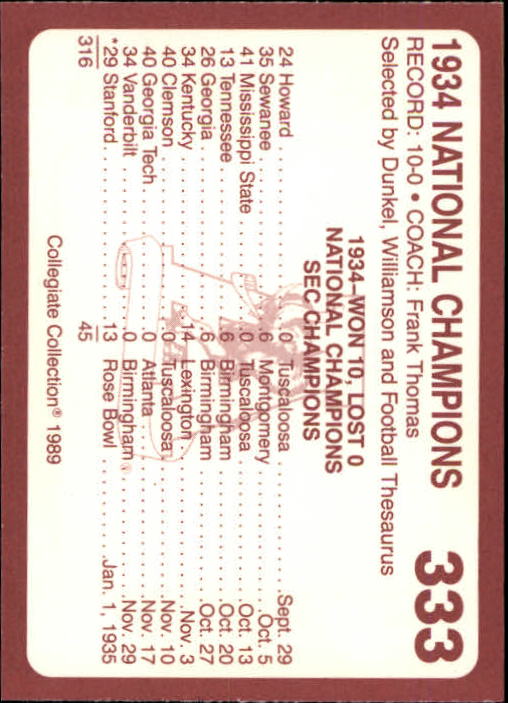 1934 NATIONAL CHAMPIONS 333
RECORD: 10-0 • COACH: Frank Thomas
Selected by Dunkel, Williamson and Football Thesaurus
1934–WON 10, LOST 0
NATIONAL CHAMPIONS
SEC CHAMPIONS
24 Howard . . . . . . . . . . . . . . . . 0 Tuscaloosa . . . . . . . . . . . . . . Sept. 29
35 Sewanee . . . . . . . . . . . . . . . 6 Montgomery . . . . . . . . . . . . . . Oct. 5
41 Mississippi State . . . . . . . . . . 0 Tuscaloosa . . . . . . . . . . . . . . Oct. 13
13 Tennessee . . . . . . . . . . . . . . 6 Birmingham . . . . . . . . . . . . . . Oct. 20
26 Georgia . . . . . . . . . . . . . . . . 6 Birmingham . . . . . . . . . . . . . . Oct. 27
34 Kentucky . . . . . . . . . . . . . . . 14 Lexington . . . . . . . . . . . . . . . Nov. 3
40 Clemson . . . . . . . . . . . . . . . 0 Tuscaloosa . . . . . . . . . . . . . . Nov. 10
40 Georgia Tech . . . . . . . . . . . . 0 Atlanta . . . . . . . . . . . . . . . . . Nov. 17
34 Vanderbilt . . . . . . . . . . . . . . 0 Birmingham . . . . . . . . . . . . . . Nov. 29
*29 Stanford . . . . . . . . . . . . . . . 13 Rose Bowl . . . . . . . . . . . . Jan. 1, 1935
316 45
Collegiate Collection® 1989